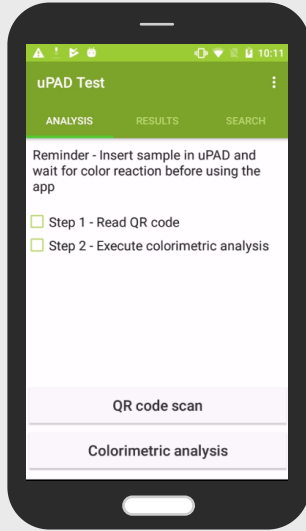 10:11
uPAD Test
ANALYSIS RESULTS SEARCH
Reminder - Insert sample in uPAD and
wait for color reaction before using the
app
Step 1 - Read QR code
Step 2 - Execute colorimetric analysis
QR code scan
Colorimetric analysis